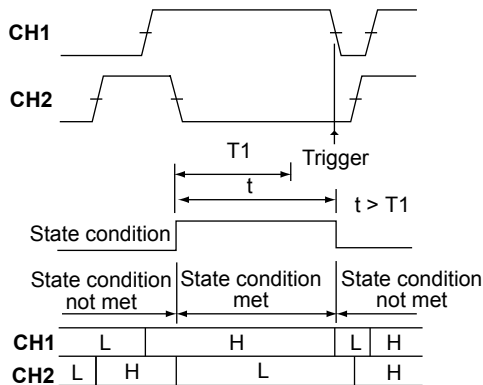 CH1
CH2
Trigger
T1
t
t > T1
State condition
State condition not met
State condition met
State condition not met
CH1 L H L H
CH2 L H L H